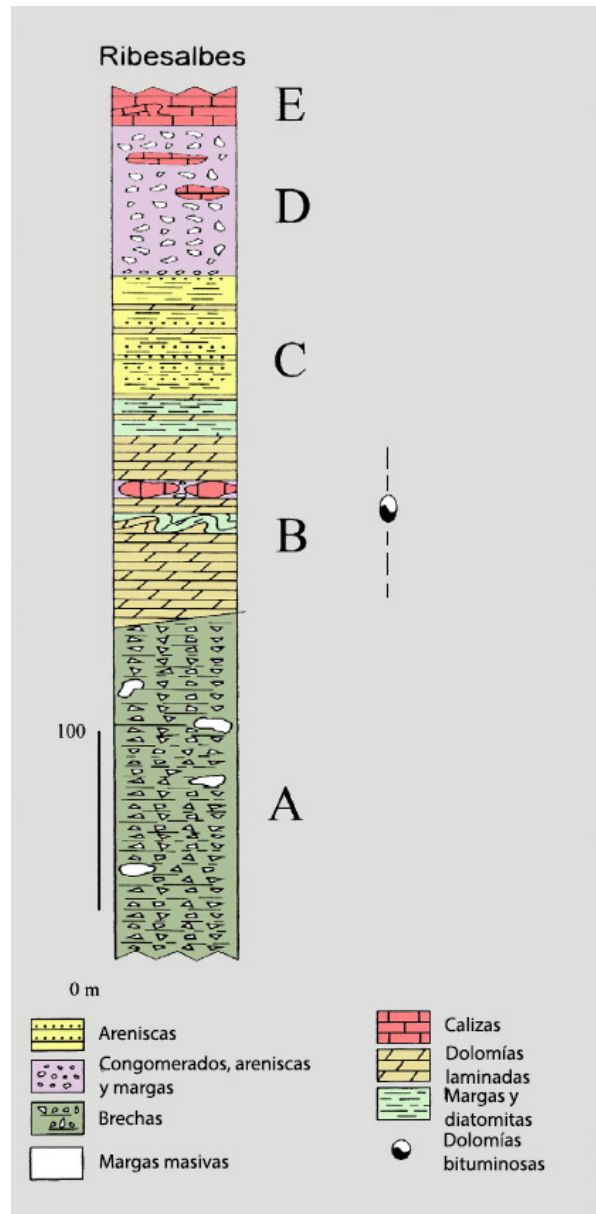 Ribesalbes
E
D
C
B
100
A
0 m
Areniscas
Congomerados, areniscas
y margas
Brechas
Margas masivas
Calizas
Dolomías
laminadas
Margas y
diatomitas
Dolomías
bituminosas